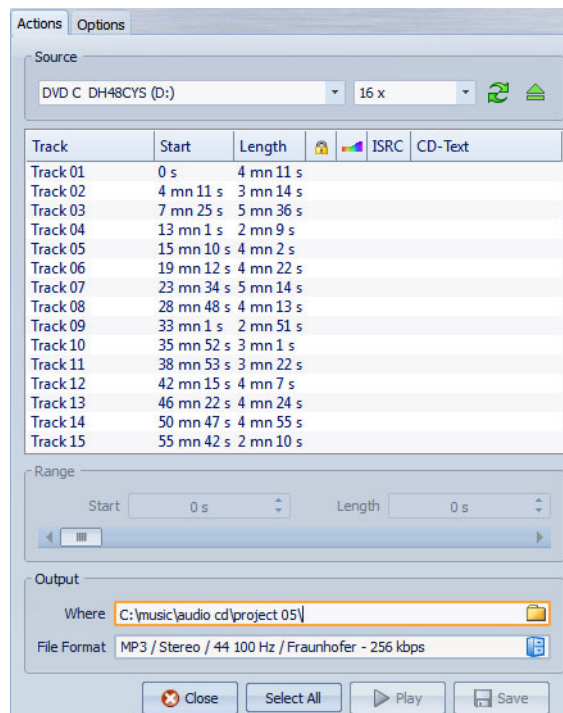 Actions Options
Source
DVD C DH48CYS (D:) 16 x
Track Start Length ISRC CD-Text
Track 01 0 s 4 mn 11 s
Track 02 4 mn 11 s 3 mn 14 s
Track 03 7 mn 25 s 5 mn 36 s
Track 04 13 mn 1 s 2 mn 9 s
Track 05 15 mn 10 s 4 mn 2 s
Track 06 19 mn 12 s 4 mn 22 s
Track 07 23 mn 34 s 5 mn 14 s
Track 08 28 mn 48 s 4 mn 13 s
Track 09 33 mn 1 s 2 mn 51 s
Track 10 35 mn 52 s 3 mn 1 s
Track 11 38 mn 53 s 3 mn 22 s
Track 12 42 mn 15 s 4 mn 7 s
Track 13 46 mn 22 s 4 mn 24 s
Track 14 50 mn 47 s 4 mn 55 s
Track 15 55 mn 42 s 2 mn 10 s
Range
Start 0 s Length 0 s
Output
Where C:\music\audio cd\project 05\
File Format MP3 / Stereo / 44 100 Hz / Fraunhofer - 256 kbps
Close Select All Play Save